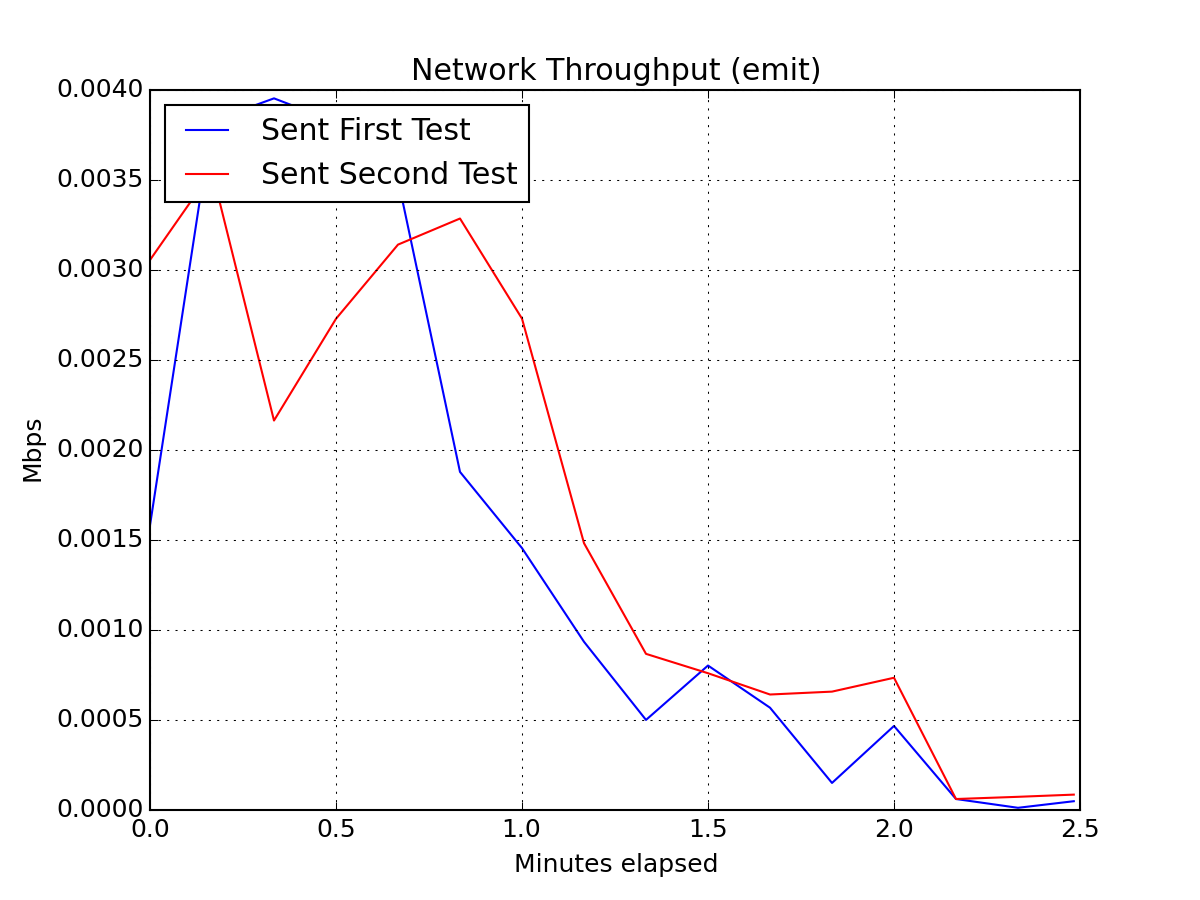 Network Throughput (emit)
0.0040
0.0035
0.0030
0.0025
0.0020
0.0015
0.0010
0.0005
0.0000
Sent First Test
Sent Second Test
Mbps
0.0 0.5 1.0 1.5 2.0 2.5
Minutes elapsed